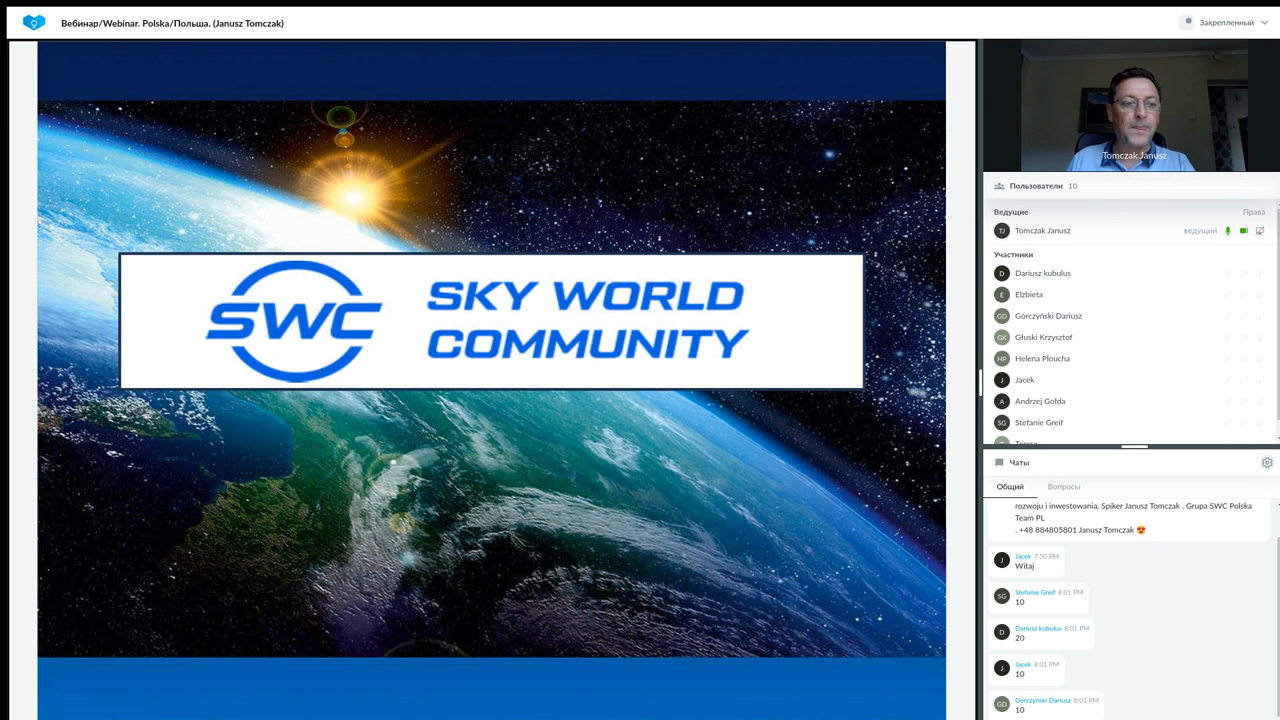 Вебинар/Webinar. Polska/Польша. (Janusz Tomczak)
Закрепленный
SWC
SKY WORLD
COMMUNITY
Tomczak Janusz
Пользователи 10
Ведущие
Права
TJ Tomczak Janusz ведущий
Участники
D Dariusz kubulus
E Elzbieta
GD Górczyński Dariusz
GK Głuski Krzysztof
HP Helena Ploucha
J Jacek
A Andrzej Gołda
SG Stefanie Greif
Чаты
Общий Вопросы
rozwoju i inwestowania. Spiker Janusz Tomczak . Grupa SWC Polska
Team PL
. +48 884805801 Janusz Tomczak 😍
J Jacek 7:50 PM
Witaj
SG Stefanie Greif 8:01 PM
10
D Dariusz kubulus 8:01 PM
20
J Jacek 8:01 PM
10
GD Górczyński Dariusz 8:01 PM
10